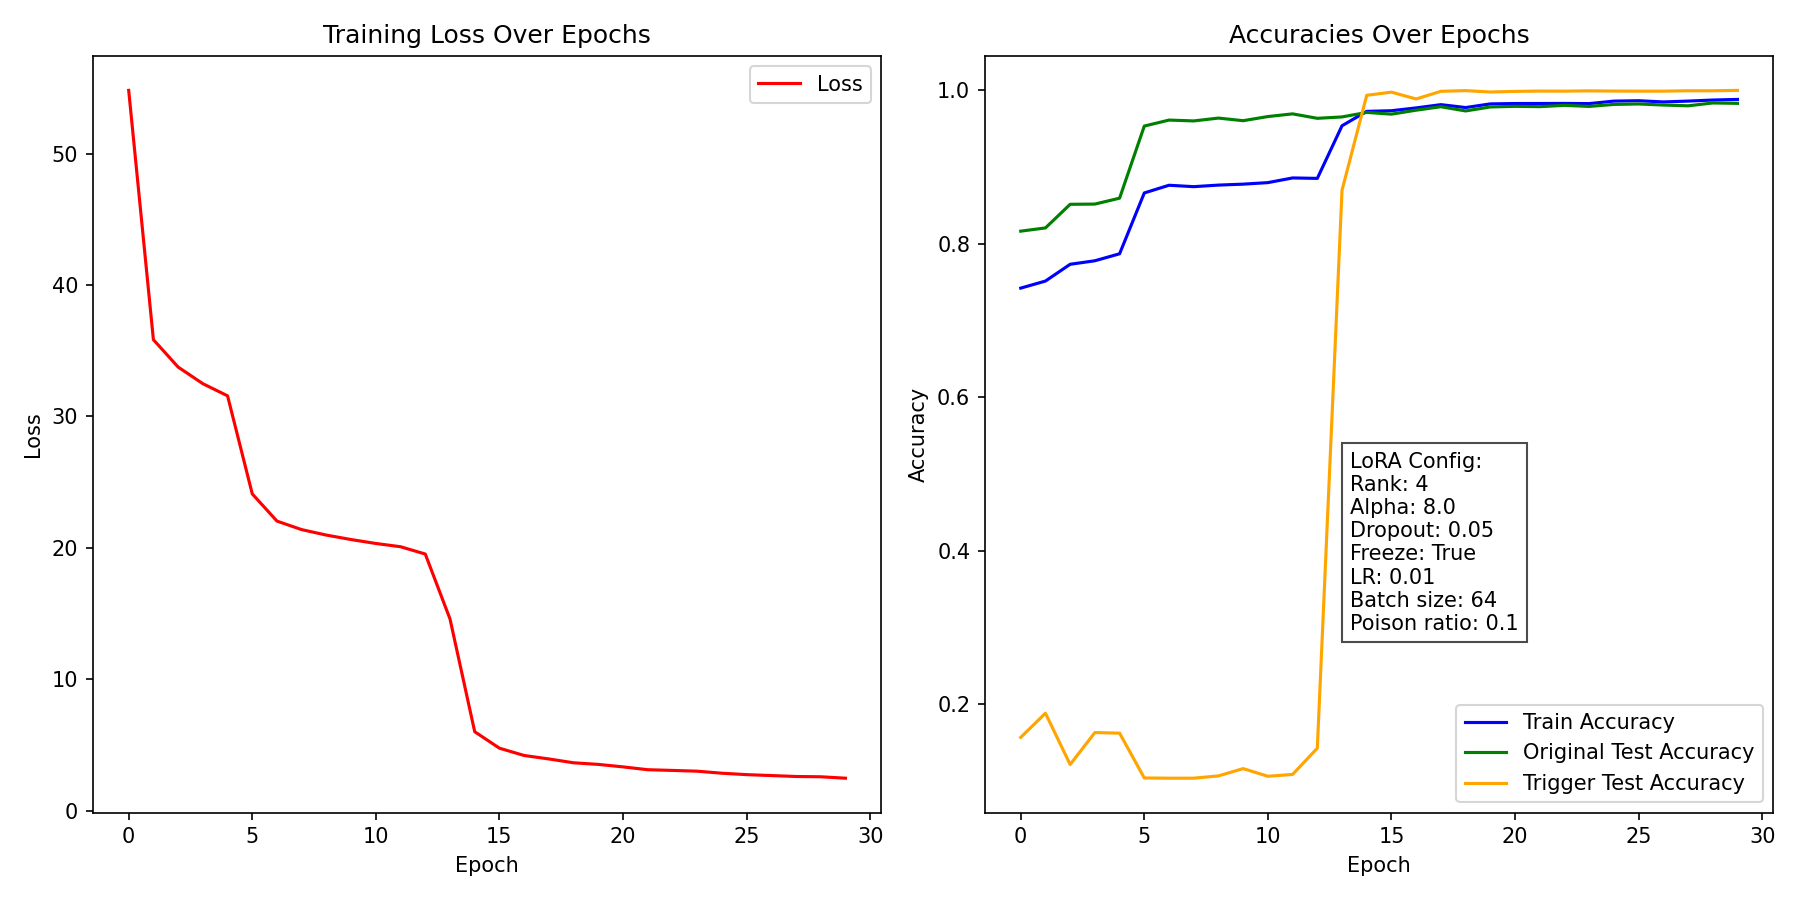 Training Loss Over Epochs
Loss
50
40
30
20
10
0
Loss
0 5 10 15 20 25 30
Epoch
Accuracies Over Epochs
1.0
0.8
0.6
0.4
0.2
Accuracy
LoRA Config:
Rank: 4
Alpha: 8.0
Dropout: 0.05
Freeze: True
LR: 0.01
Batch size: 64
Poison ratio: 0.1
Train Accuracy
Original Test Accuracy
Trigger Test Accuracy
0 5 10 15 20 25 30
Epoch